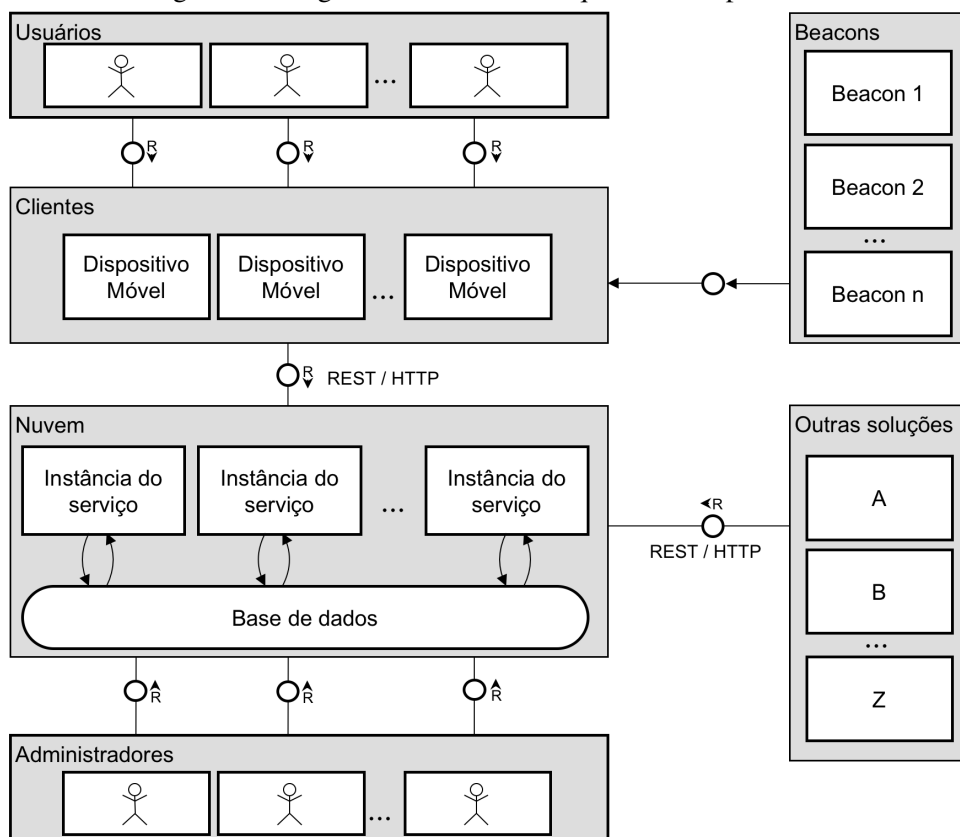 Usuários
...
R
R
R
Beacons
Beacon 1
Beacon 2
...
Beacon n
Clientes
Dispositivo
Móvel
Dispositivo
Móvel
...
Dispositivo
Móvel
R
REST / HTTP
Nuvem
Instância do
serviço
Instância do
serviço
...
Instância do
serviço
Base de dados
R
REST / HTTP
Outras soluções
A
B
...
Z
R
R
R
Administradores
...